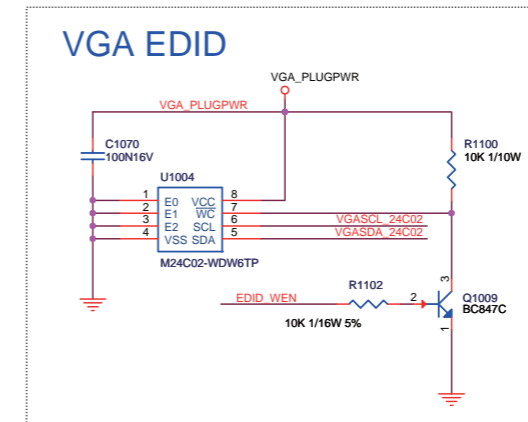 VGA EDID
VGA_PLUGPWR
VGA_PLUGPWR
C1070
100N16V
R1100
10K 1/10W
U1004
1 E0 VCC 8
2 E1 WC 7
3 E2 SCL 6
4 VSS SDA 5
VGASCL_24C02
VGASDA_24C02
M24C02-WDW6TP
EDID_WEN
R1102
10K 1/16W 5%
2
3
1
Q1009
BC847C